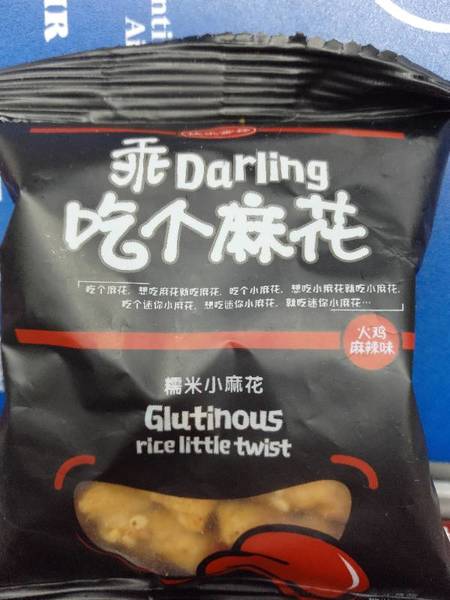 nti
Ai
IR
乖Darling
吃个麻花
吃个麻花, 想吃麻花就吃麻花, 吃个小麻花, 想吃小麻花就吃小麻花,
吃个迷你小麻花, 想吃迷你小麻花, 就吃迷你小麻花…
火鸡
麻辣味
糯米小麻花
Glutinous
rice little twist